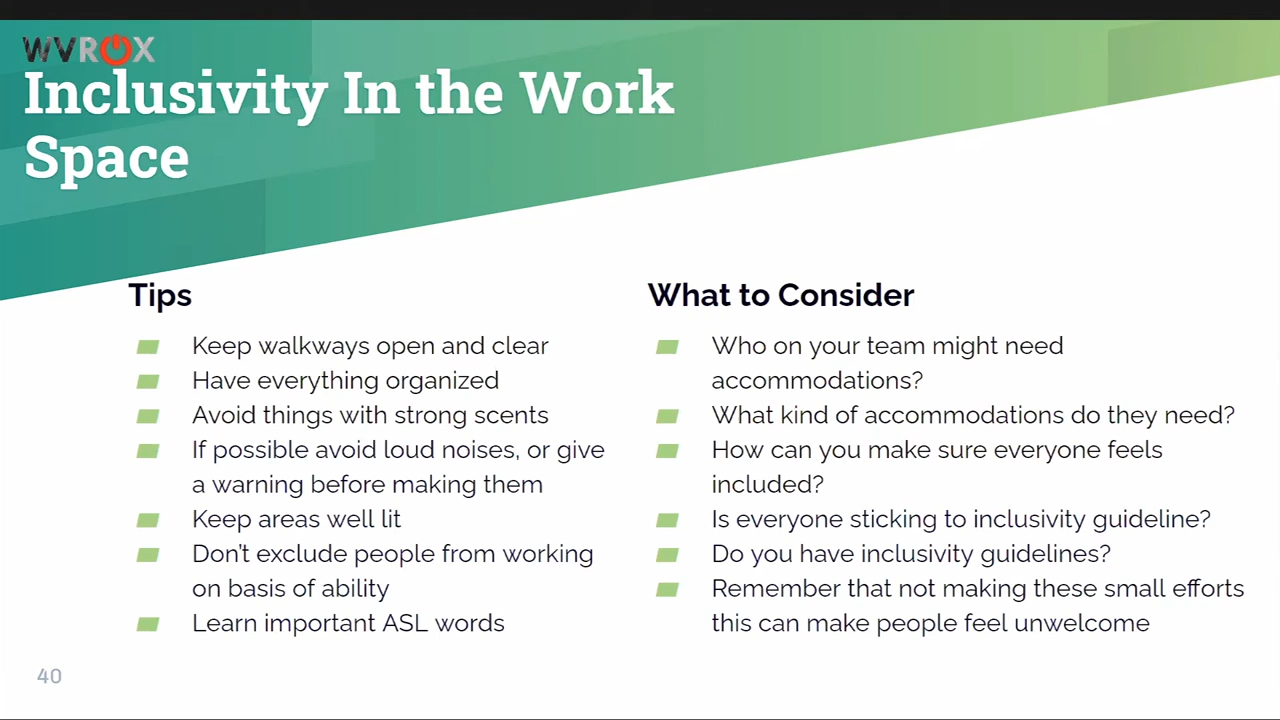 WVROX
Inclusivity In the Work
Space
Tips
Keep walkways open and clear
Have everything organized
Avoid things with strong scents
If possible avoid loud noises, or give
a warning before making them
Keep areas well lit
Don't exclude people from working
on basis of ability
Learn important ASL words
What to Consider
Who on your team might need
accommodations?
What kind of accommodations do they need?
How can you make sure everyone feels
included?
Is everyone sticking to inclusivity guideline?
Do you have inclusivity guidelines?
Remember that not making these small efforts
this can make people feel unwelcome
40